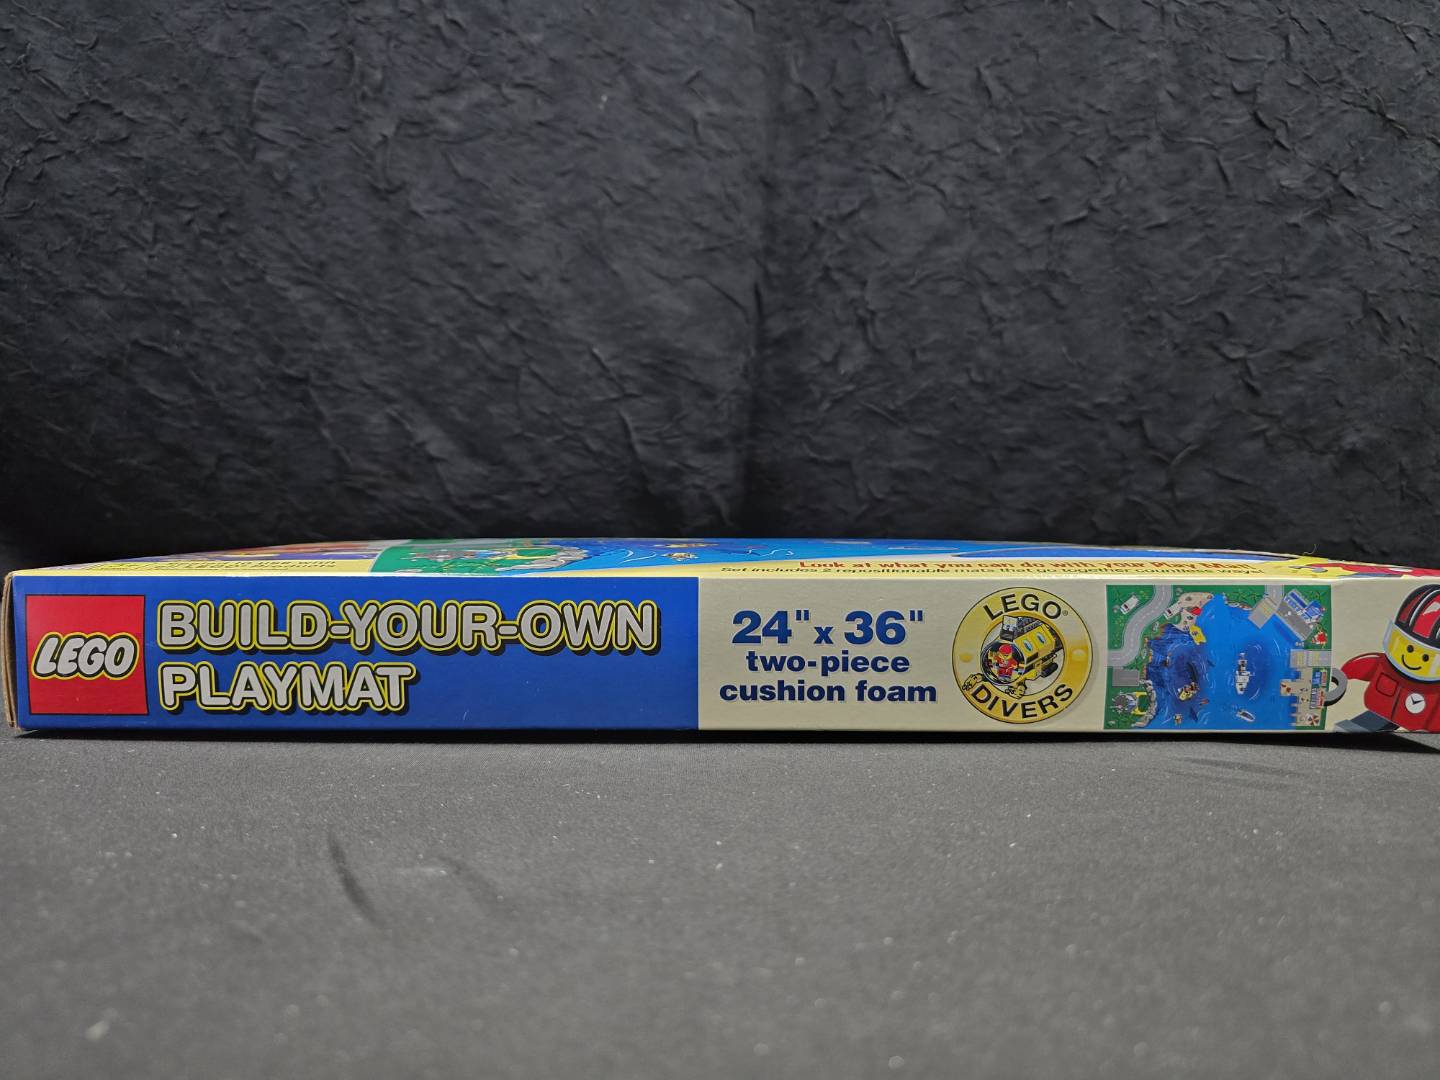 Look at what you can do with your Play Mat!
LEGO
BUILD-YOUR-OWN
PLAYMAT
24" x 36"
two-piece
cushion foam
LEGO®
DIVERS